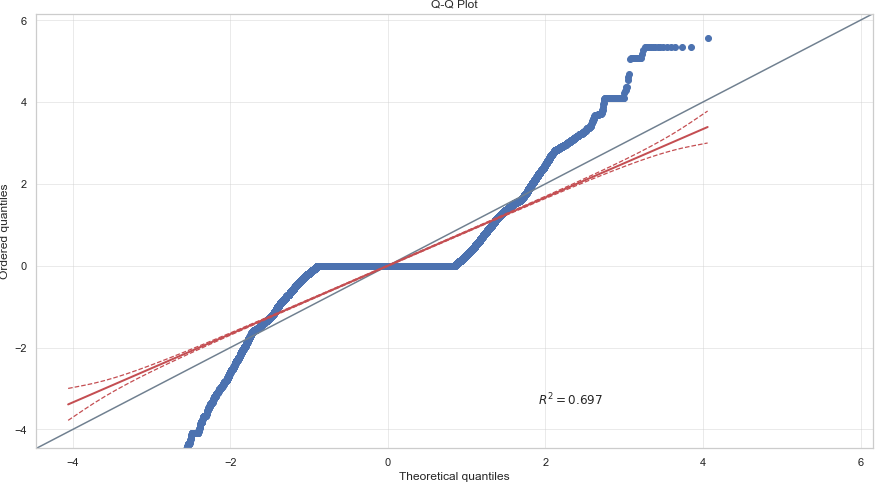 Q-Q Plot
6
4
2
0
−2
−4
Ordered quantiles
R² = 0.697
−4 −2 0 2 4 6
Theoretical quantiles